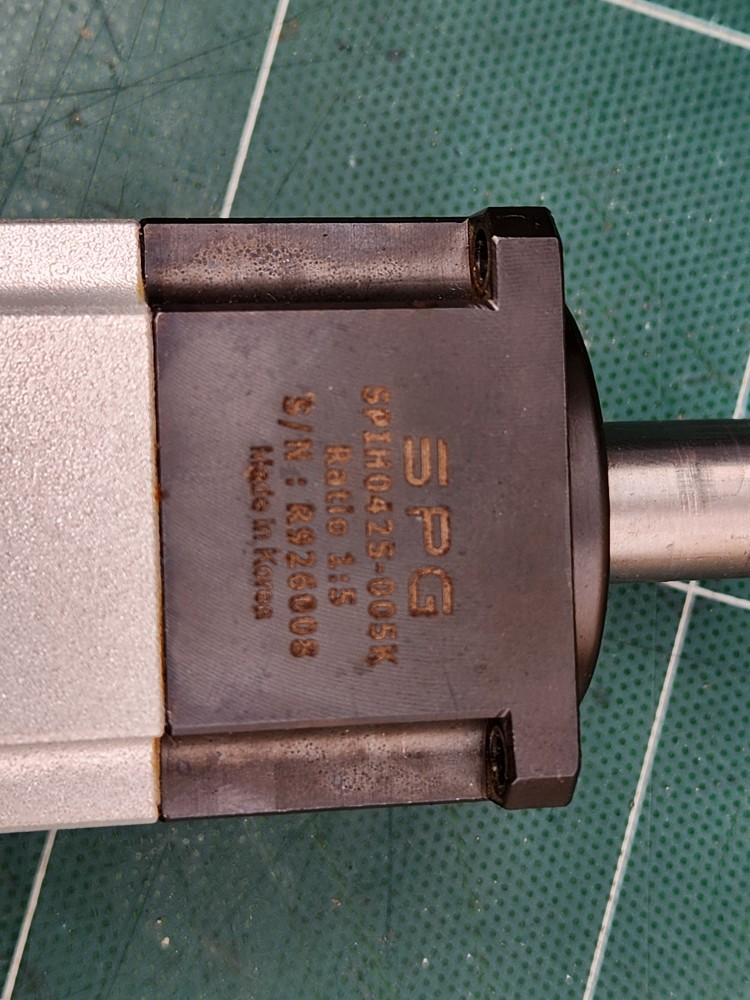 SPG
SPIH042S-005K
Ratio 1:5
S/N : R926008
Made in Korea